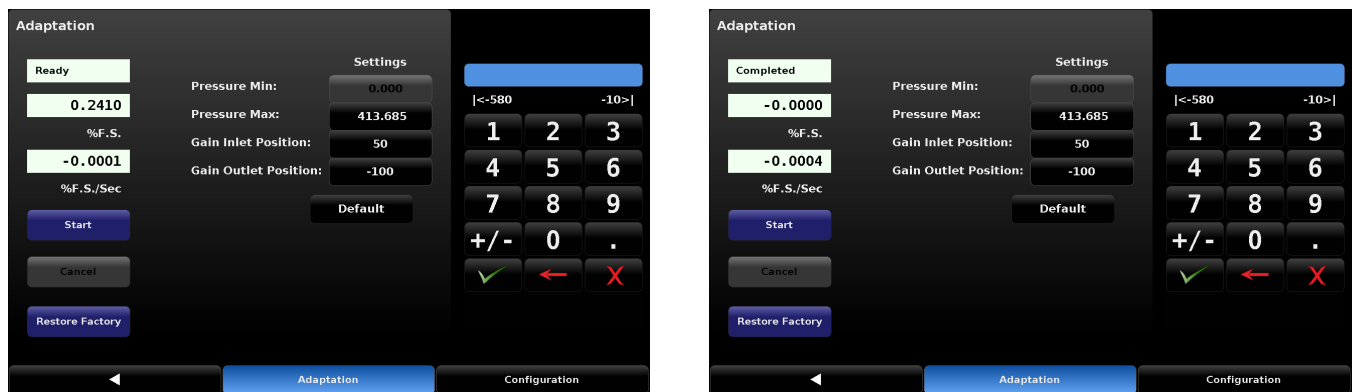 Adaptation
Ready
0.2410
%F.S.
-0.0001
%F.S./Sec
Start
Cancel
Restore Factory
Settings
Pressure Min: 0.000
Pressure Max: 413.685
Gain Inlet Position: 50
Gain Outlet Position: -100
Default
|<-580 -10>|
1 2 3
4 5 6
7 8 9
+/- 0 .
X
Adaptation Configuration
Adaptation
Completed
-0.0000
%F.S.
-0.0004
%F.S./Sec
Start
Cancel
Restore Factory
Settings
Pressure Min: 0.000
Pressure Max: 413.685
Gain Inlet Position: 50
Gain Outlet Position: -100
Default
|<-580 -10>|
1 2 3
4 5 6
7 8 9
+/- 0 .
X
Adaptation Configuration